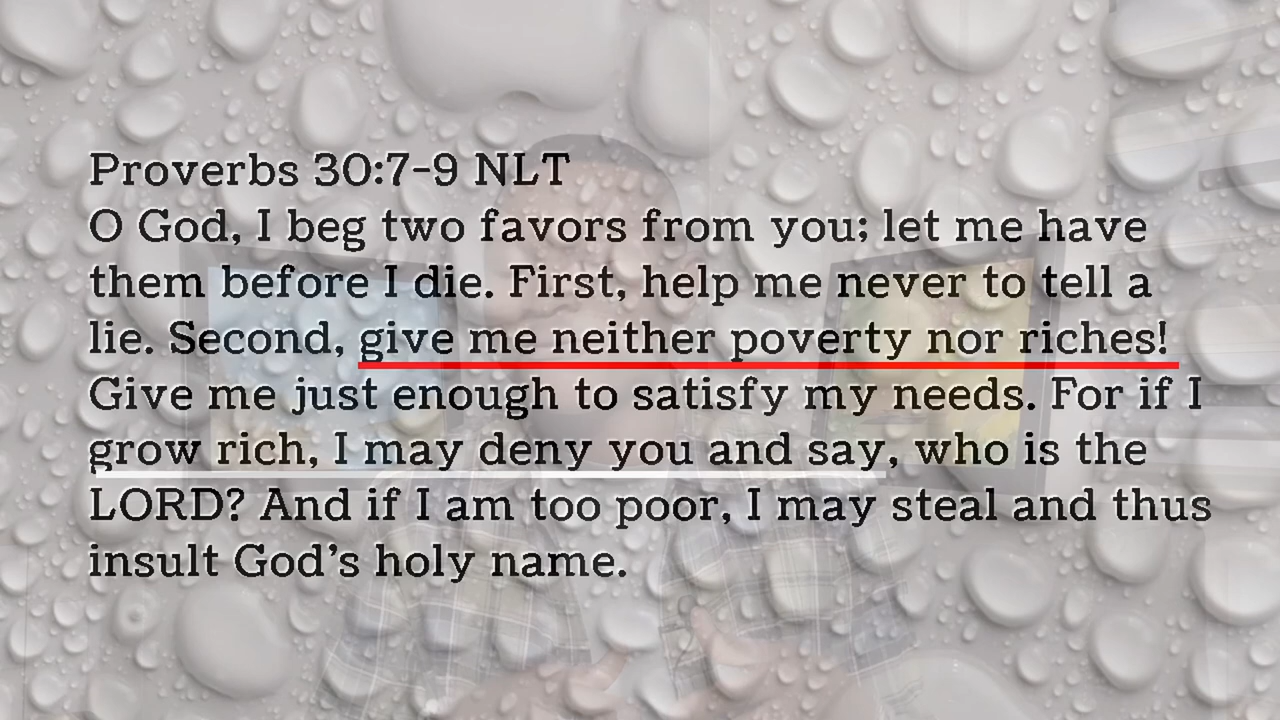 Proverbs 30:7-9 NLT
O God, I beg two favors from you; let me have
them before I die. First, help me never to tell a
lie. Second, give me neither poverty nor riches!
Give me just enough to satisfy my needs. For if I
grow rich, I may deny you and say, who is the
LORD? And if I am too poor, I may steal and thus
insult God's holy name.